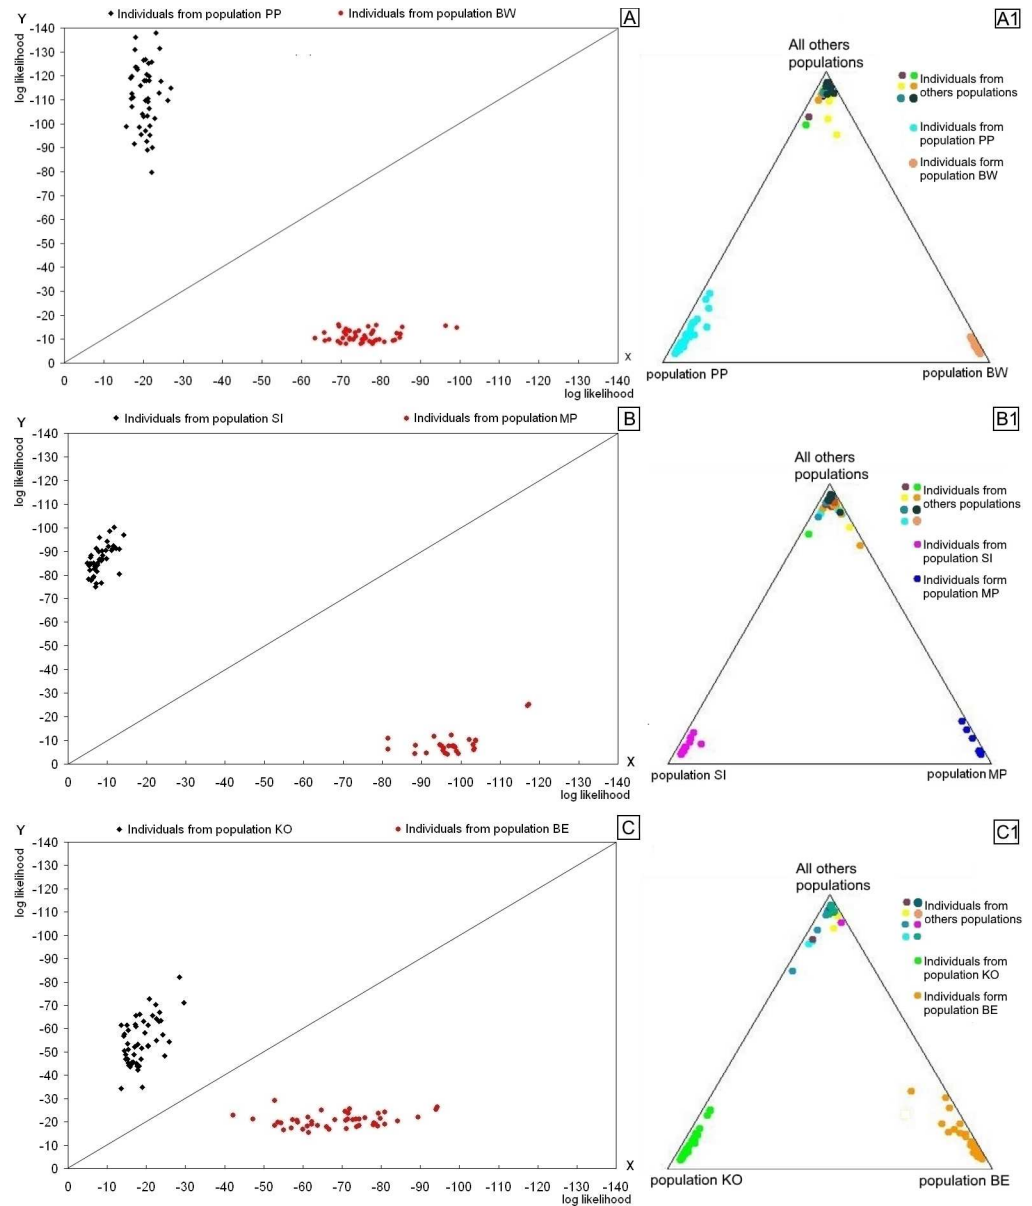 Y
Individuals from population PP
Individuals from population BW
A
A1
log likelihood
-140
-130
-120
-110
-100
-90
-80
-70
-60
-50
-40
-30
-20
-10
0
0 -10 -20 -30 -40 -50 -60 -70 -80 -90 -100 -110 -120 -130 -140
X
log likelihood
All others
populations
Individuals from
others populations
Individuals from
population PP
Individuals form
population BW
population PP
population BW
Y
Individuals from population SI
Individuals from population MP
B
B1
log likelihood
-140
-130
-120
-110
-100
-90
-80
-70
-60
-50
-40
-30
-20
-10
0
0 -10 -20 -30 -40 -50 -60 -70 -80 -90 -100 -110 -120 -130 -140
X
log likelihood
All others
populations
Individuals from
others populations
Individuals from
population SI
Individuals form
population MP
population SI
population MP
Y
Individuals from population KO
Individuals from population BE
C
C1
log likelihood
-140
-130
-120
-110
-100
-90
-80
-70
-60
-50
-40
-30
-20
-10
0
0 -10 -20 -30 -40 -50 -60 -70 -80 -90 -100 -110 -120 -130 -140
X
log likelihood
All others
populations
Individuals from
others populations
Individuals from
population KO
Individuals form
population BE
population KO
population BE